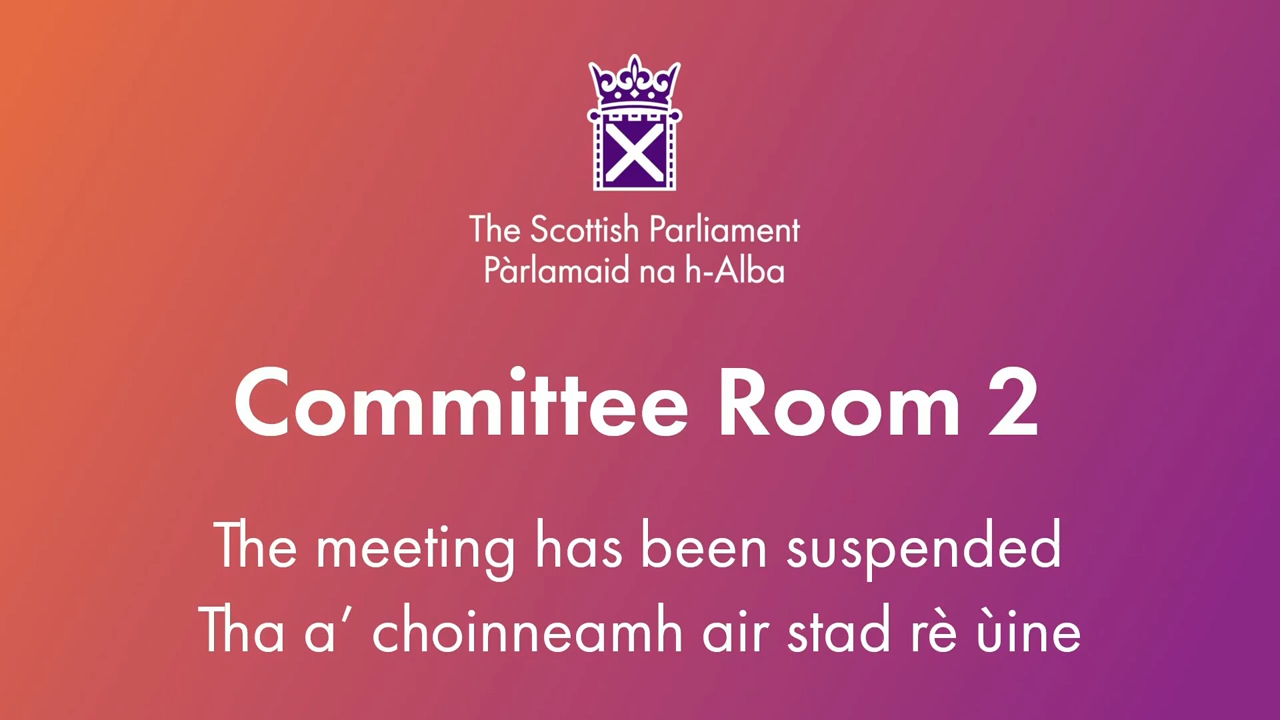 The Scottish Parliament
Pàrlamaid na h-Alba
Committee Room 2
The meeting has been suspended
Tha a’ choinneamh air stad rè ùine